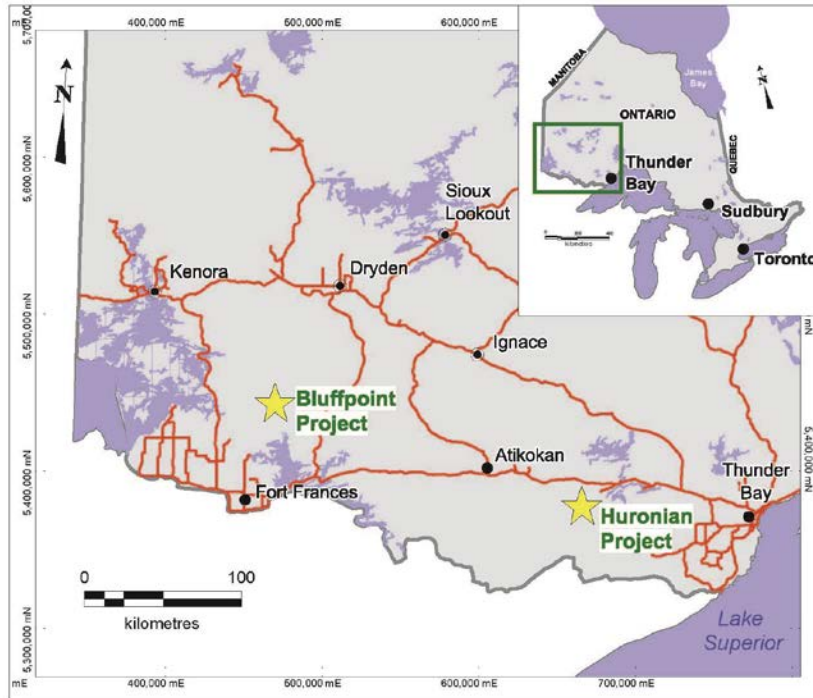 mE
400,000 mE
500,000 mE
600,000 mE
5,700
N
5,600,000 mN
5,500,000 mN
5,400,000 mN
5,300,000 mN
Sioux
Lookout
Kenora
Dryden
Ignace
Bluffpoint
Project
Atikokan
Fort Frances
Thunder
Bay
Huronian
Project
0 100
kilometres
Lake
Superior
mN
5,400,000 mN
400,000 mE
500,000 mE
600,000 mE
700,000 mE
MANITOBA
James
Bay
N
ONTARIO
QUEBEC
Thunder
Bay
Sudbury
Toronto
kilometres